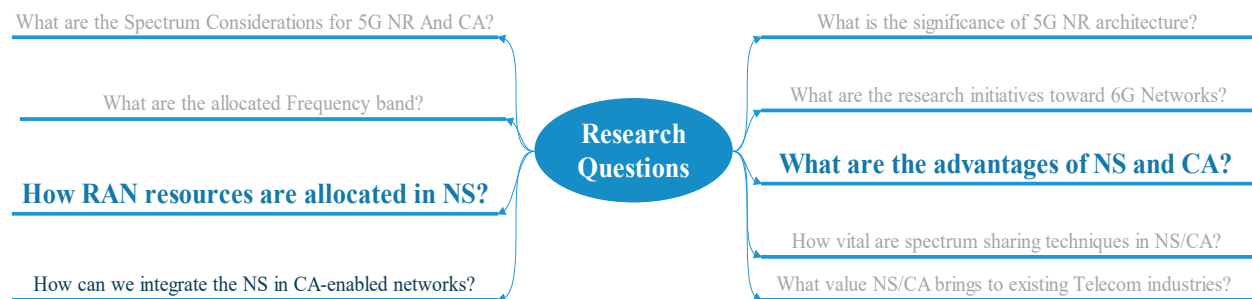 What are the Spectrum Considerations for 5G NR And CA?
What are the allocated Frequency band?
How RAN resources are allocated in NS?
How can we integrate the NS in CA-enabled networks?
Research
Questions
What is the significance of 5G NR architecture?
What are the research initiatives toward 6G Networks?
What are the advantages of NS and CA?
How vital are spectrum sharing techniques in NS/CA?
What value NS/CA brings to existing Telecom industries?